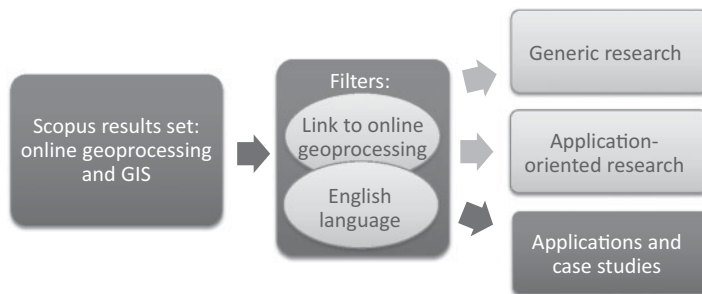 Scopus results set:
online geoprocessing
and GIS
Filters:
Link to online
geoprocessing
English
language
Generic research
Application-
oriented research
Applications and
case studies